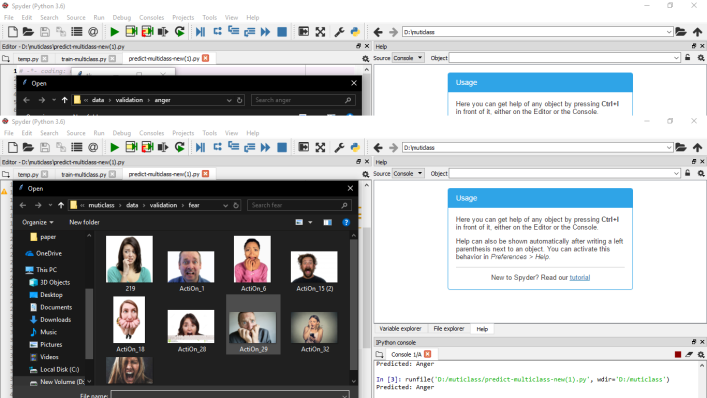 Spyder (Python 3.6)
File Edit Search Source Run Debug Consoles Projects Tools View Help
D:\muticlass
Editor - D:\muticlass\predict-multiclass-new(1).py
Help
temp.py train-multiclass.py predict-multiclass-new(1).py
Source Console Object
# -*- coding:
Open
Usage
« data › validation › anger
Search anger
Here you can get help of any object by pressing Ctrl+I
in front of it, either on the Editor or the Console.
Spyder (Python 3.6)
File Edit Search Source Run Debug Consoles Projects Tools View Help
D:\muticlass
Editor - D:\muticlass\predict-multiclass-new(1).py
Help
temp.py train-multiclass.py predict-multiclass-new(1).py
Source Console Object
Open
Usage
« muticlass › data › validation › fear
Search fear
Organize New folder
Here you can get help of any object by pressing Ctrl+I
in front of it, either on the Editor or the Console.
Help can also be shown automatically after writing a left
parenthesis next to an object. You can activate this
behavior in Preferences > Help.
New to Spyder? Read our tutorial
paper
OneDrive
This PC
3D Objects
Desktop
Documents
Downloads
Music
Pictures
Videos
Local Disk (C:)
New Volume (D:
219 ActiOn_1 ActiOn_6 ActiOn_15 (2)
ActiOn_18 ActiOn_28 ActiOn_29 ActiOn_32
File name:
Variable explorer File explorer Help
IPython console
Console 1/A
Predicted: Anger
In [3]: runfile('D:/muticlass/predict-multiclass-new(1).py', wdir='D:/muticlass')
Predicted: Anger